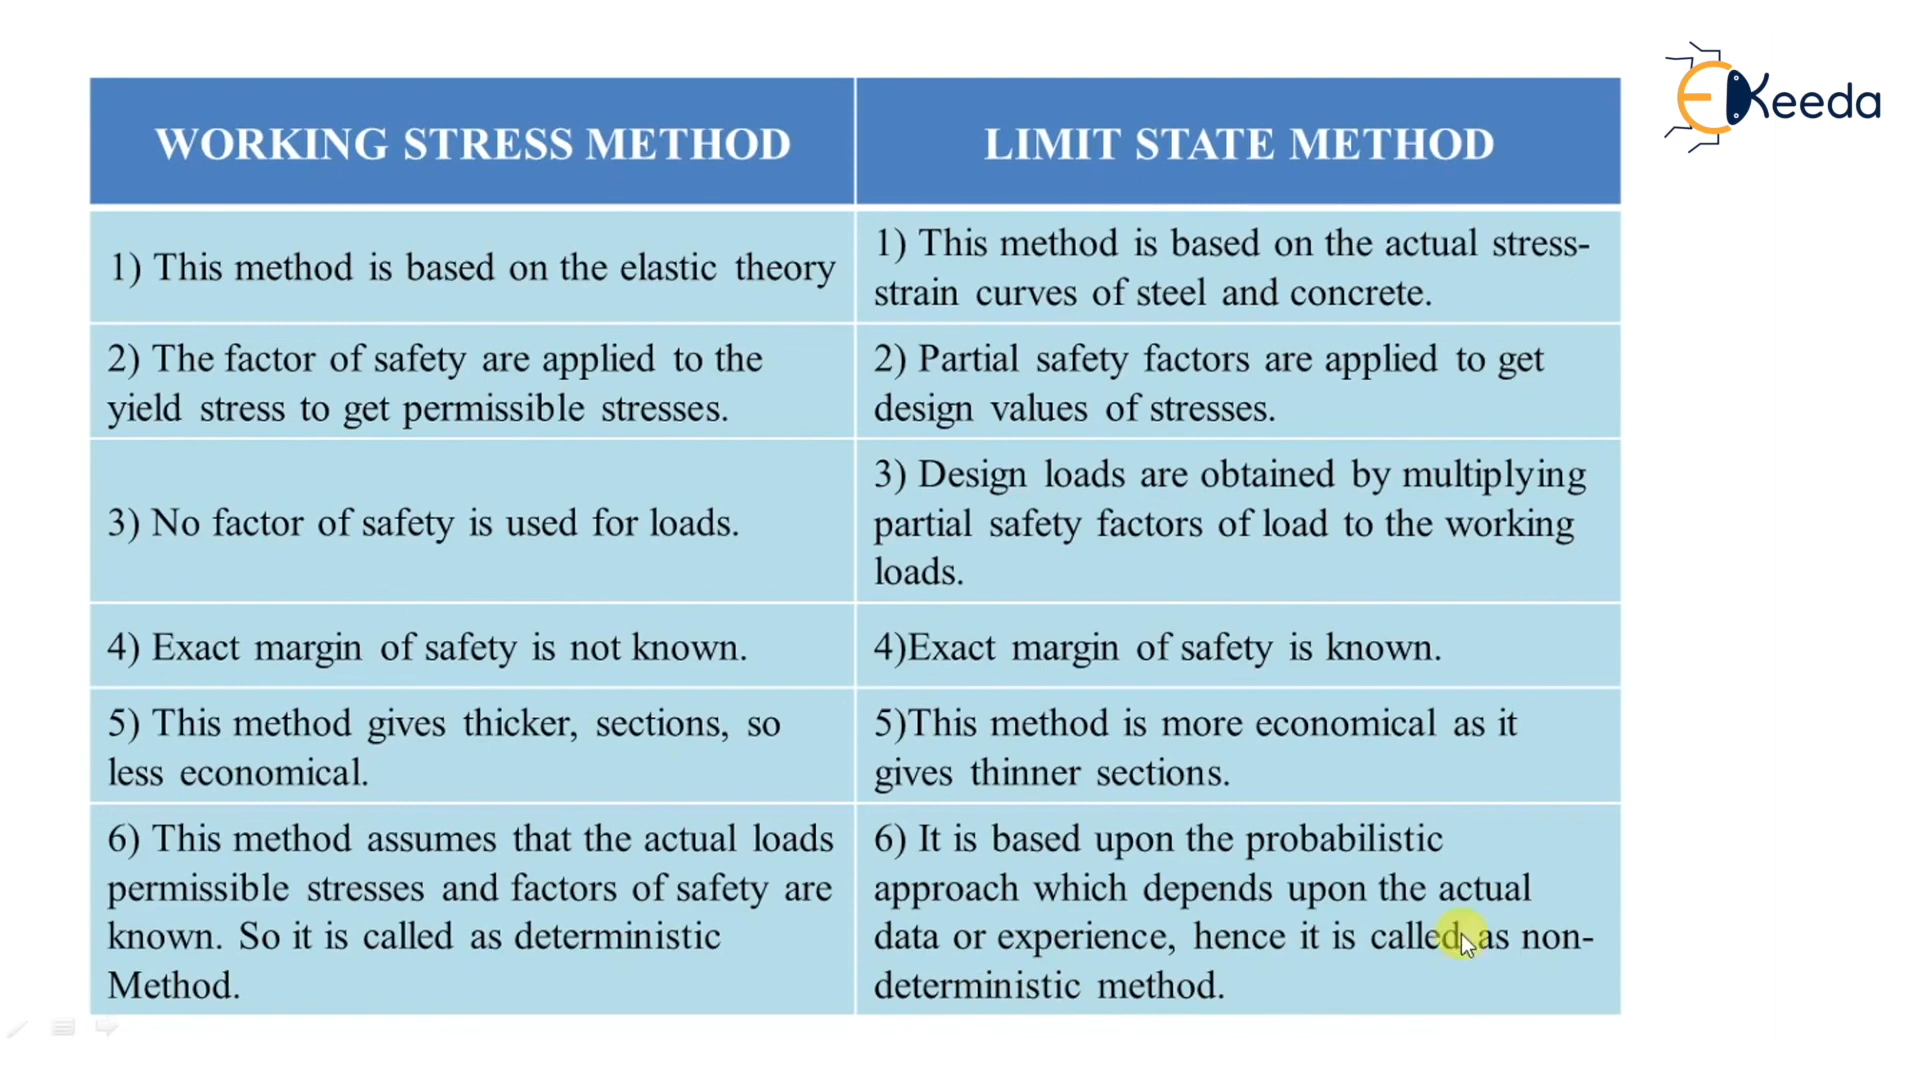 EKeeda
WORKING STRESS METHOD
LIMIT STATE METHOD
1) This method is based on the elastic theory
1) This method is based on the actual stress-
strain curves of steel and concrete.
2) The factor of safety are applied to the
yield stress to get permissible stresses.
2) Partial safety factors are applied to get
design values of stresses.
3) No factor of safety is used for loads.
3) Design loads are obtained by multiplying
partial safety factors of load to the working
loads.
4) Exact margin of safety is not known.
4)Exact margin of safety is known.
5) This method gives thicker, sections, so
less economical.
5)This method is more economical as it
gives thinner sections.
6) This method assumes that the actual loads
permissible stresses and factors of safety are
known. So it is called as deterministic
Method.
6) It is based upon the probabilistic
approach which depends upon the actual
data or experience, hence it is called as non-
deterministic method.